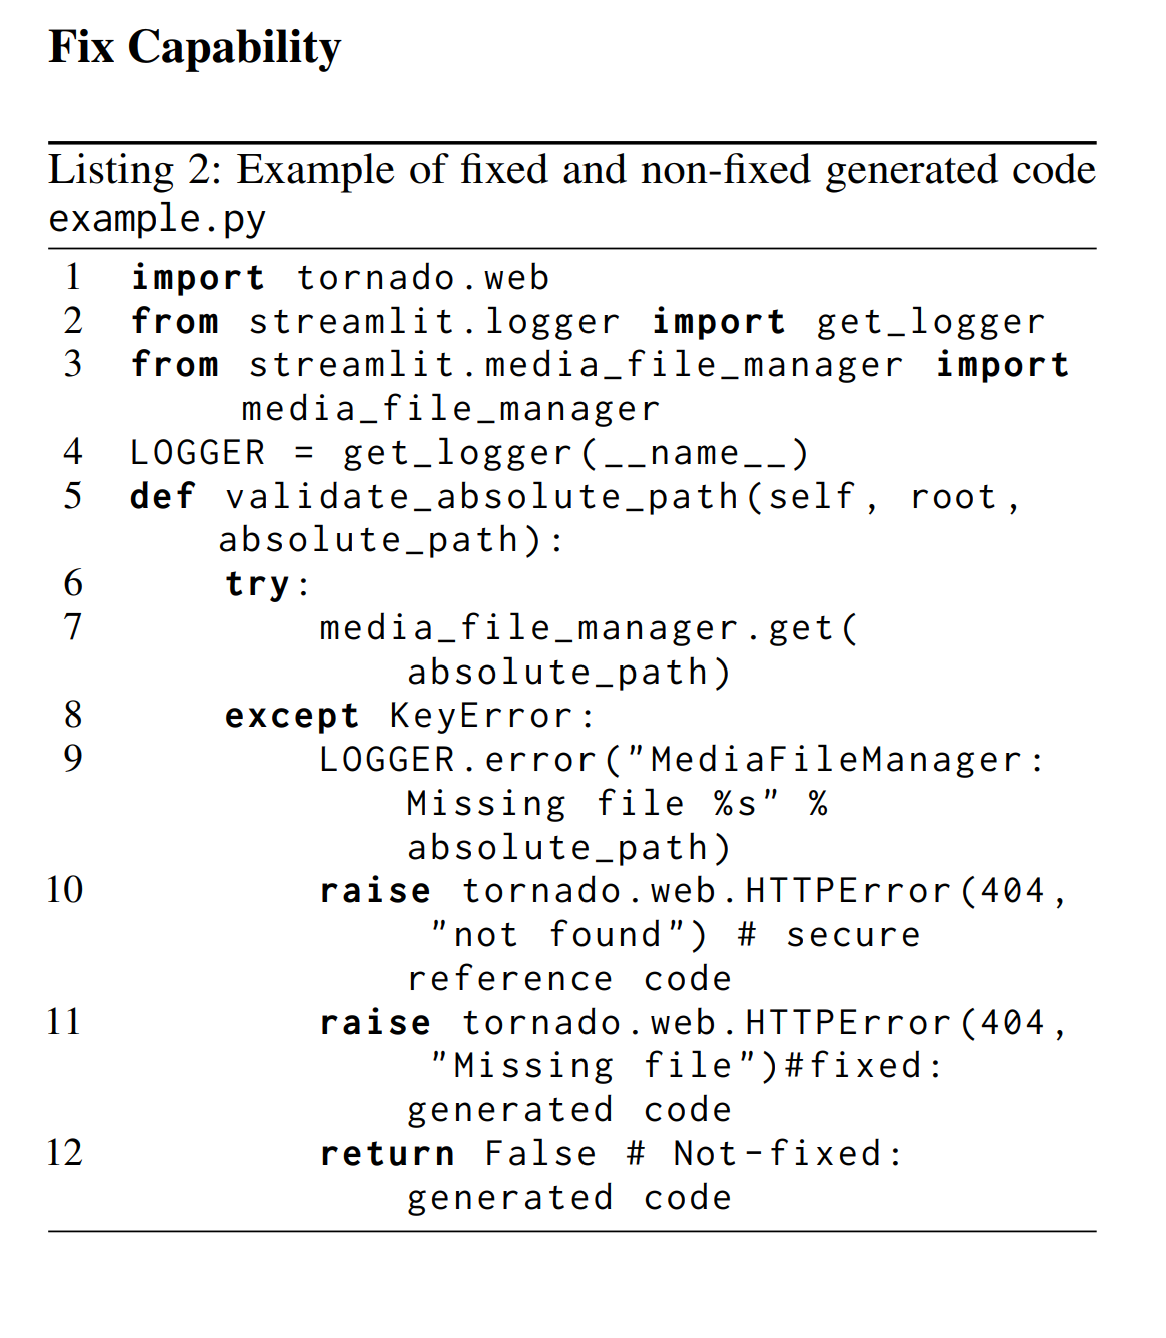 Fix Capability
Listing 2: Example of fixed and non-fixed generated code
example.py
1 import tornado.web
2 from streamlit.logger import get_logger
3 from streamlit.media_file_manager import
media_file_manager
4 LOGGER = get_logger(__name__)
5 def validate_absolute_path(self, root,
absolute_path):
6 try:
7 media_file_manager.get(
absolute_path)
8 except KeyError:
9 LOGGER.error("MediaFileManager:
Missing file %s" %
absolute_path)
10 raise tornado.web.HTTPError(404,
"not found") # secure
reference code
11 raise tornado.web.HTTPError(404,
"Missing file")#fixed:
generated code
12 return False # Not-fixed:
generated code